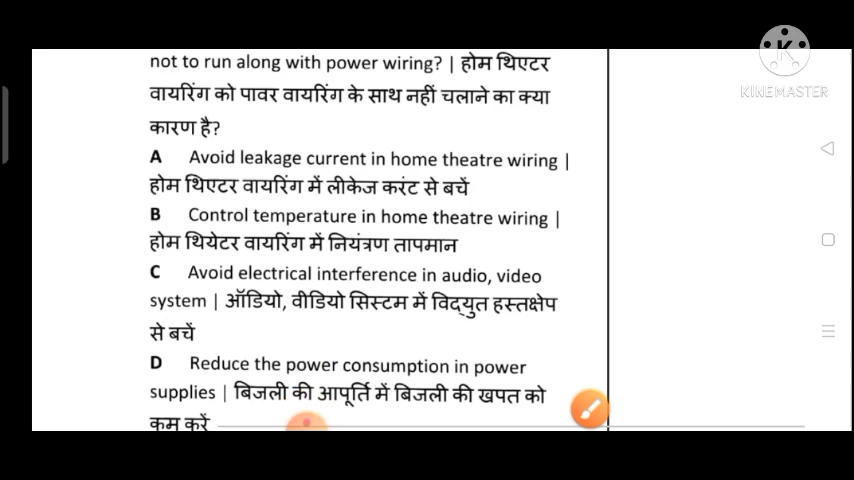 not to run along with power wiring? | होम थिएटर
वायरिंग को पावर वायरिंग के साथ नहीं चलाने का क्या
कारण है?
A Avoid leakage current in home theatre wiring |
होम थिएटर वायरिंग में लीकेज करंट से बचें
B Control temperature in home theatre wiring |
होम थियेटर वायरिंग में नियंत्रण तापमान
C Avoid electrical interference in audio, video
system | ऑडियो, वीडियो सिस्टम में विद्युत हस्तक्षेप
से बचें
D Reduce the power consumption in power
supplies | बिजली की आपूर्ति में बिजली की खपत को
कम करें
K
KINEMASTER